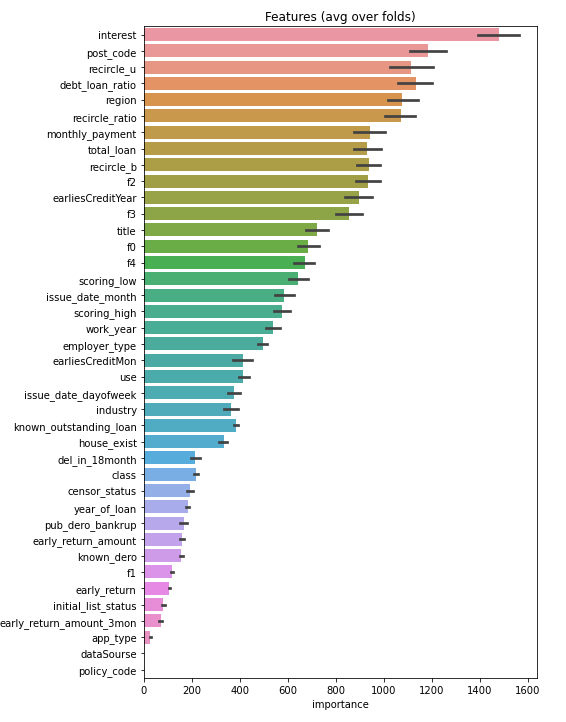 Features (avg over folds)
interest
post_code
recircle_u
debt_loan_ratio
region
recircle_ratio
monthly_payment
total_loan
recircle_b
f2
earliesCreditYear
f3
title
f0
f4
scoring_low
issue_date_month
scoring_high
work_year
employer_type
earliesCreditMon
use
issue_date_dayofweek
industry
known_outstanding_loan
house_exist
del_in_18month
class
censor_status
year_of_loan
pub_dero_bankrup
early_return_amount
known_dero
f1
early_return
initial_list_status
early_return_amount_3mon
app_type
dataSourse
policy_code
0 200 400 600 800 1000 1200 1400 1600
importance